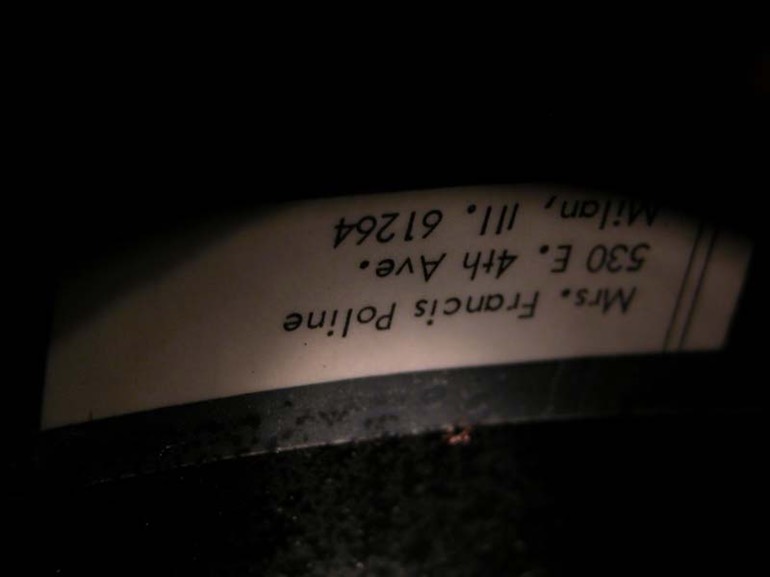 Mrs. Francis Poline
530 E. 4th Ave.
Milan, Ill. 61264